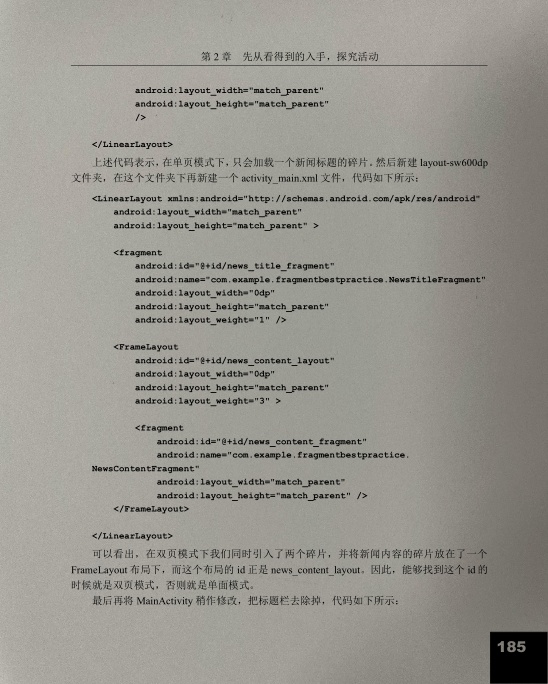 第 2 章 先从看得到的入手，探究活动
android:layout_width="match_parent"
android:layout_height="match_parent"
/>
</LinearLayout>
上述代码表示，在单页模式下，只会加载一个新闻标题的碎片。然后新建 layout-sw600dp
文件夹，在这个文件夹下再新建一个 activity_main.xml 文件，代码如下所示：
<LinearLayout xmlns:android="http://schemas.android.com/apk/res/android"
android:layout_width="match_parent"
android:layout_height="match_parent" >
<fragment
android:id="@+id/news_title_fragment"
android:name="com.example.fragmentbestpractice.NewsTitleFragment"
android:layout_width="0dp"
android:layout_height="match_parent"
android:layout_weight="1" />
<FrameLayout
android:id="@+id/news_content_layout"
android:layout_width="0dp"
android:layout_height="match_parent"
android:layout_weight="3" >
<fragment
android:id="@+id/news_content_fragment"
android:name="com.example.fragmentbestpractice.
NewsContentFragment"
android:layout_width="match_parent"
android:layout_height="match_parent" />
</FrameLayout>
</LinearLayout>
可以看出，在双页模式下我们同时引入了两个碎片，并将新闻内容的碎片放在了一个
FrameLayout 布局下，而这个布局的 id 正是 news_content_layout。因此，能够找到这个 id 的
时候就是双页模式，否则就是单面模式。
最后再将 MainActivity 稍作修改，把标题栏去除掉，代码如下所示：
185